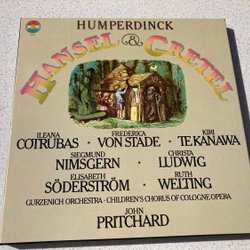 HUMPERDINCK
HANSEL & GRETEL
ILEANA COTRUBAS · FREDERICA VON STADE · KIRI TE KANAWA
SIEGMUND NIMSGERN · CHRISTA LUDWIG
ELISABETH SÖDERSTRÖM · RUTH WELTING
GURZENICH ORCHESTRA · CHILDREN'S CHORUS OF COLOGNE OPERA
JOHN
PRITCHARD